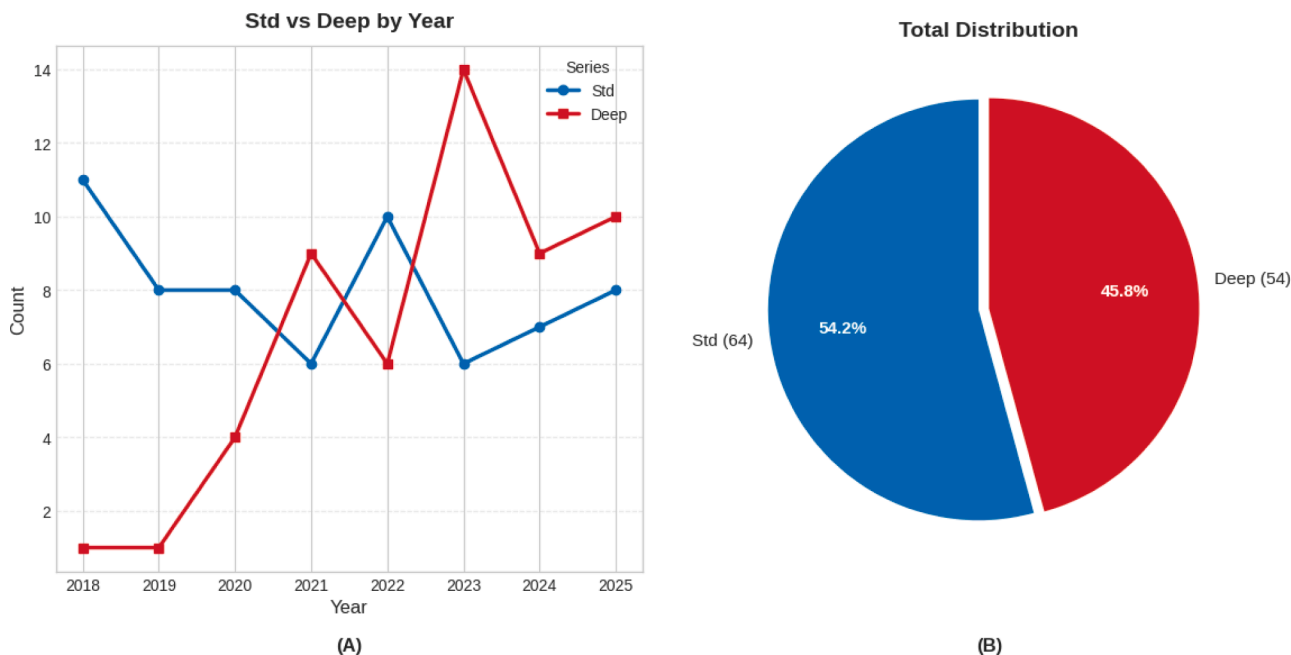 Std vs Deep by Year
Count
14
12
10
8
6
4
2
Series
Std
Deep
2018 2019 2020 2021 2022 2023 2024 2025
Year
(A)
Total Distribution
Deep (54)
45.8%
54.2%
Std (64)
(B)